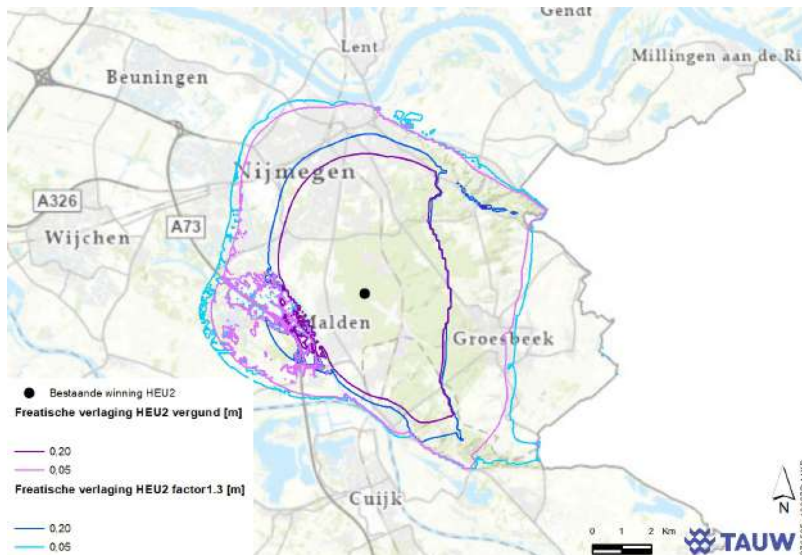 Gendt
Lent
Millingen aan de Ri
Beuningen
Nijmegen
A326
A73
Wijchen
Malden
Groesbeek
Bestaande winning HEU2
Freatische verlaging HEU2 vergund [m]
0,20
0,05
Freatische verlaging HEU2 factor1.3 [m]
0,20
0,05
Cuijk
N
0 1 2 Km
TAUW